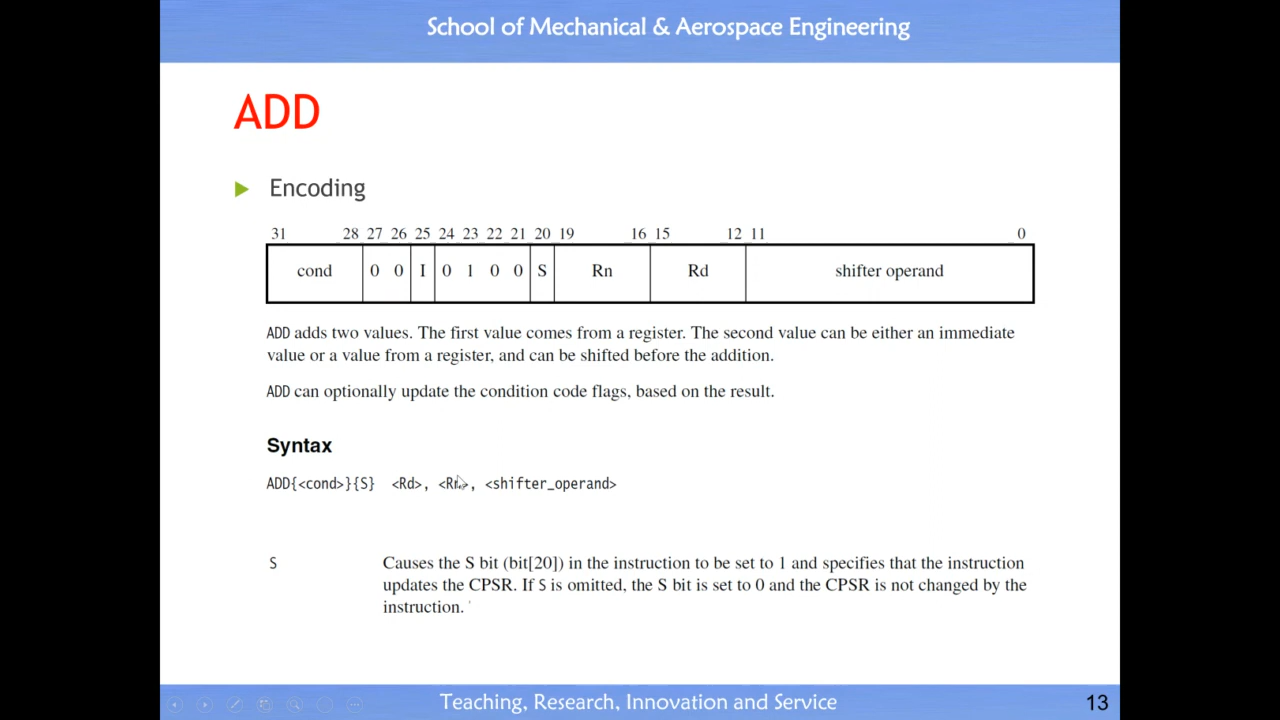 School of Mechanical & Aerospace Engineering
ADD
Encoding
31 28 27 26 25 24 23 22 21 20 19 16 15 12 11 0
cond 0 0 I 0 1 0 0 S Rn Rd shifter operand
ADD adds two values. The first value comes from a register. The second value can be either an immediate
value or a value from a register, and can be shifted before the addition.
ADD can optionally update the condition code flags, based on the result.
Syntax
ADD{<cond>}{S} <Rd>, <Rn>, <shifter_operand>
S Causes the S bit (bit[20]) in the instruction to be set to 1 and specifies that the instruction
updates the CPSR. If S is omitted, the S bit is set to 0 and the CPSR is not changed by the
instruction.
Teaching, Research, Innovation and Service
13